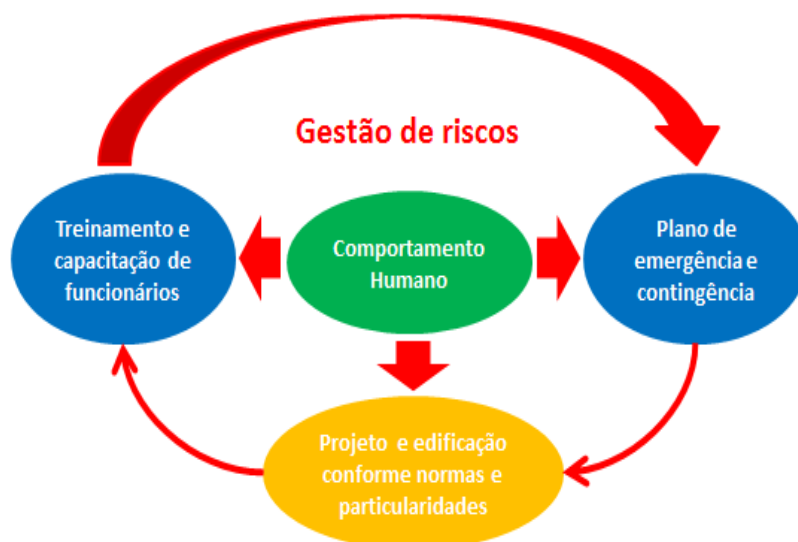 Gestão de riscos
Treinamento e
capacitação de
funcionários
Comportamento
Humano
Plano de
emergência e
contingência
Projeto e edificação
conforme normas e
particularidades